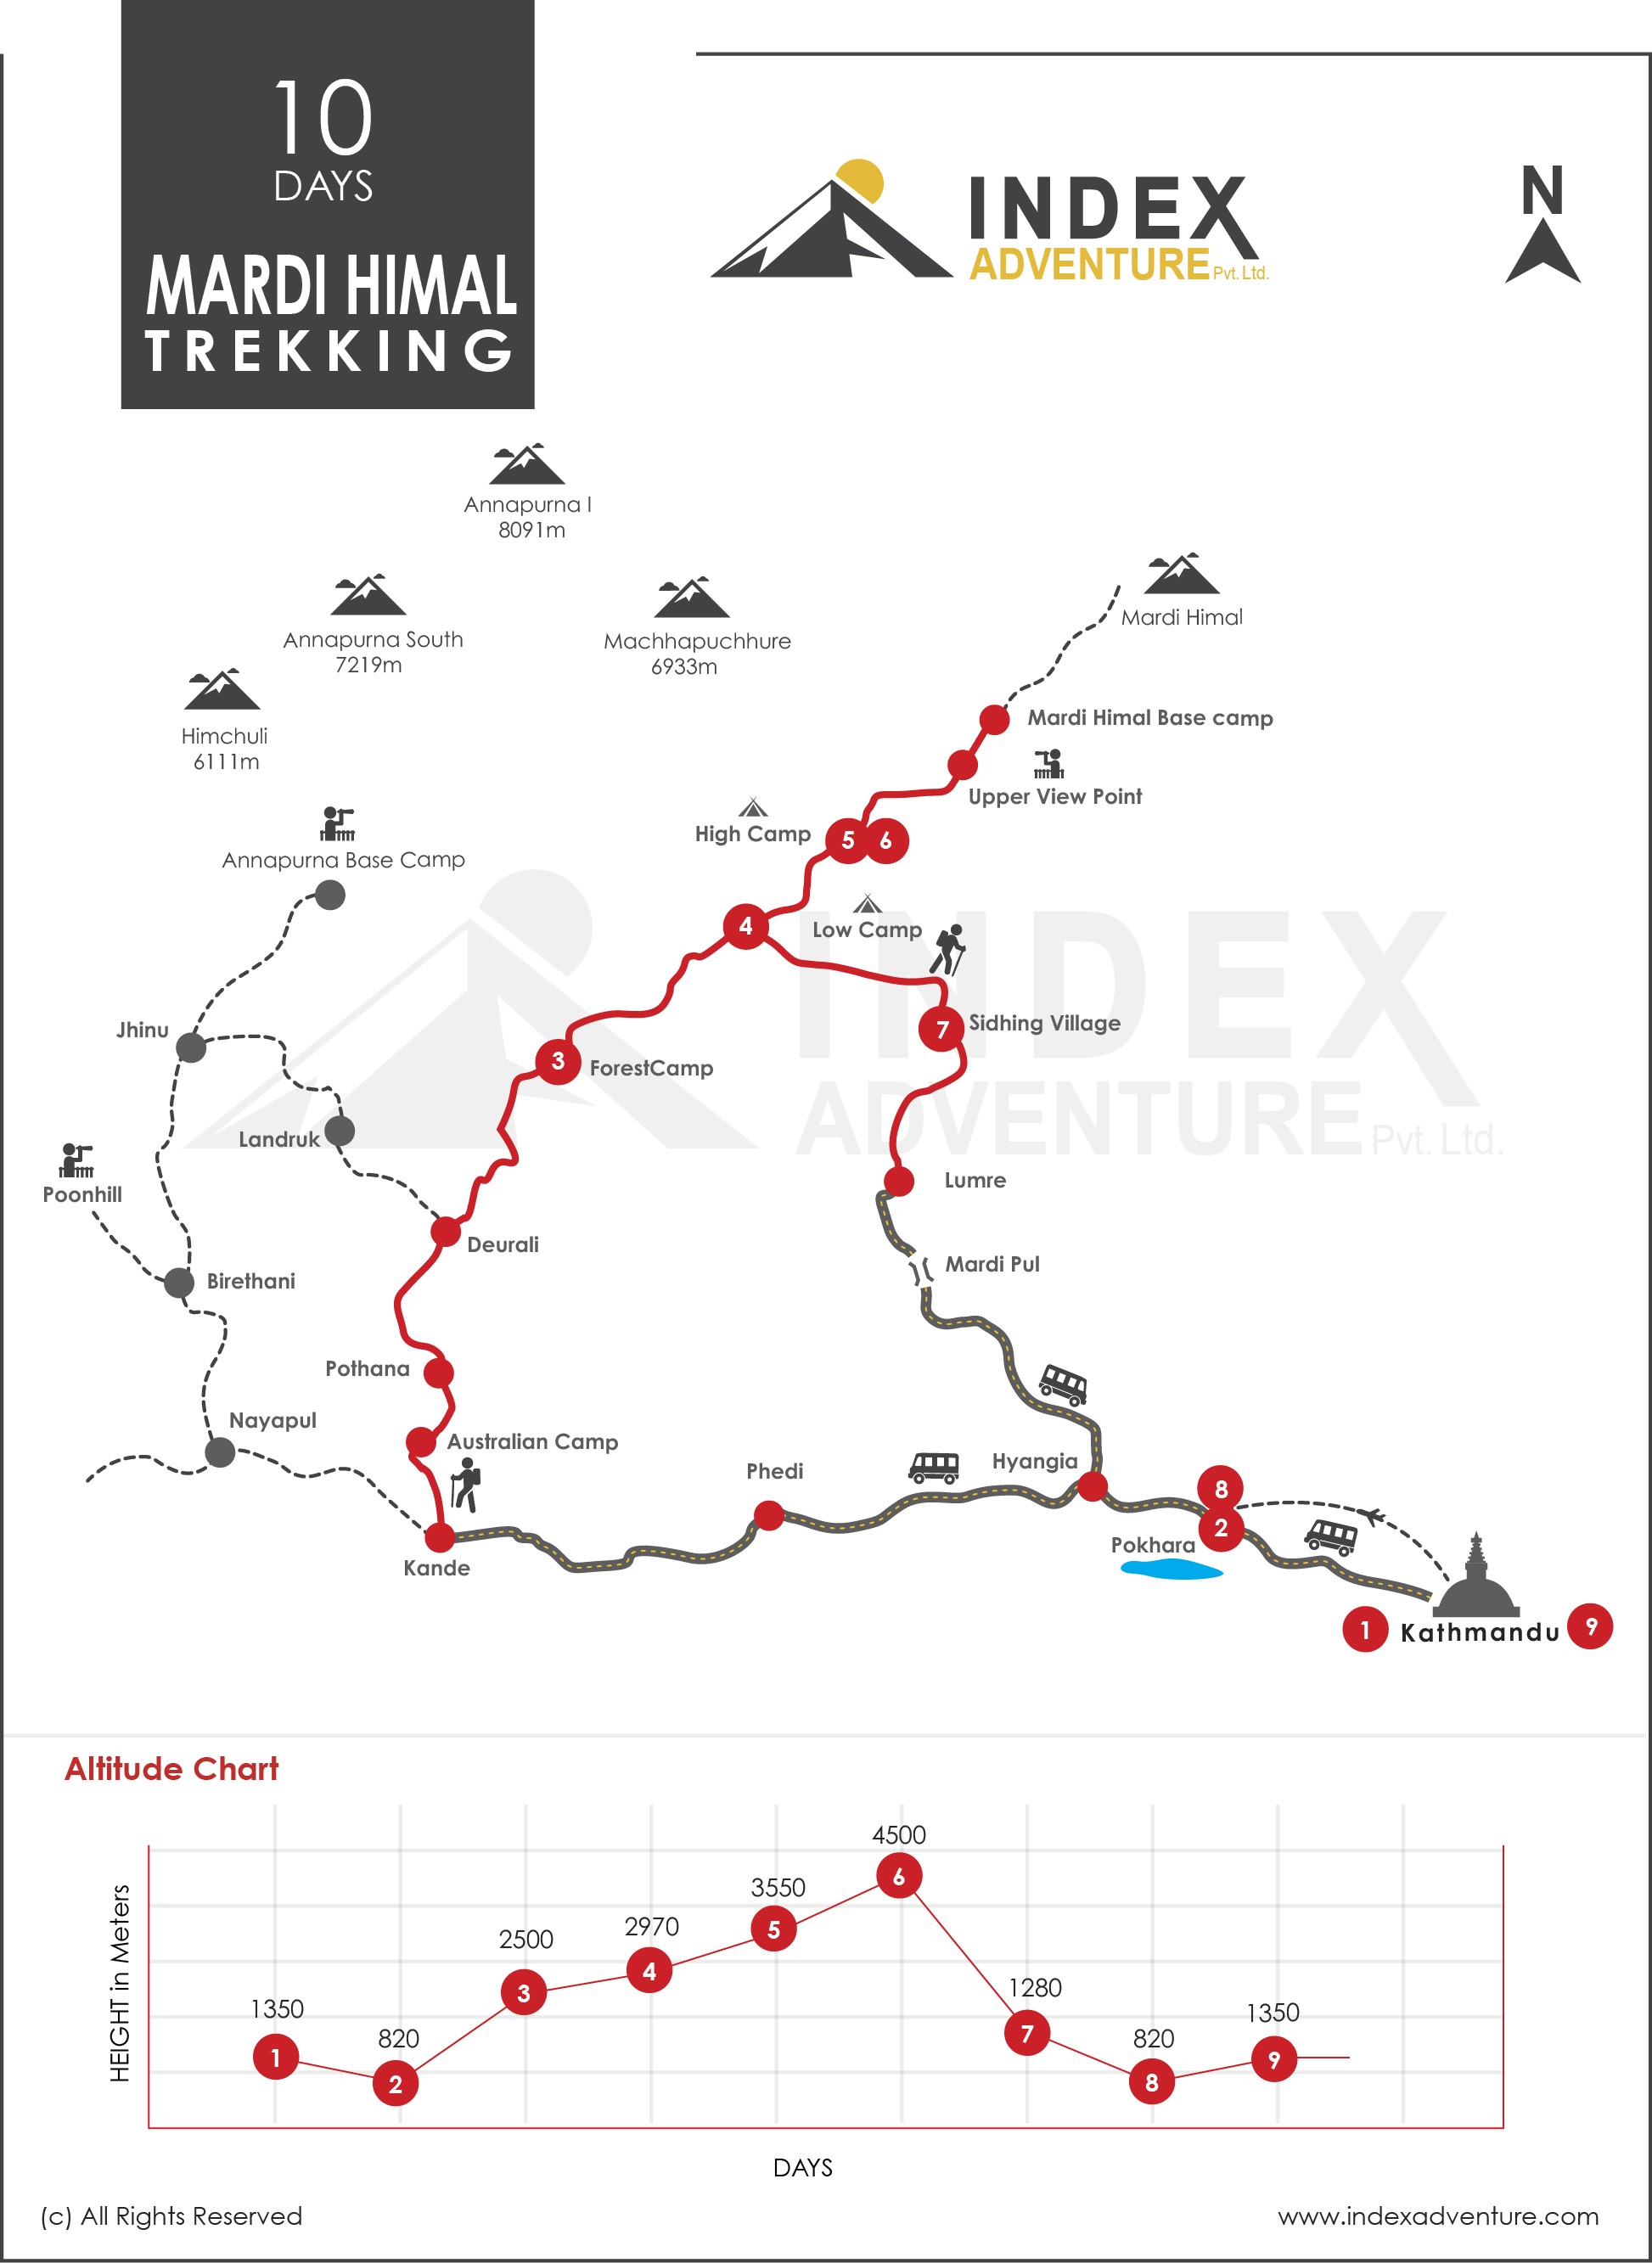 10
DAYS
MARDI HIMAL
TREKKING
INDEX
ADVENTURE Pvt. Ltd.
N
Annapurna I
8091m
Mardi Himal
Annapurna South
7219m
Machhapuchhure
6933m
Himchuli
6111m
Mardi Himal Base camp
Upper View Point
High Camp
5
6
Annapurna Base Camp
4
Low Camp
INDEX
ADVENTURE Pvt. Ltd.
Jhinu
7
Sidhing Village
3
ForestCamp
Landruk
Poonhill
Lumre
Deurali
Mardi Pul
Birethani
Pothana
Nayapul
Australian Camp
Phedi
Hyangia
8
2
Pokhara
Kande
1
Kathmandu
9
Altitude Chart
HEIGHT in Meters
4500
6
3550
5
2970
4
2500
3
1280
7
1350
1
820
2
820
8
1350
9
DAYS
(c) All Rights Reserved
www.indexadventure.com